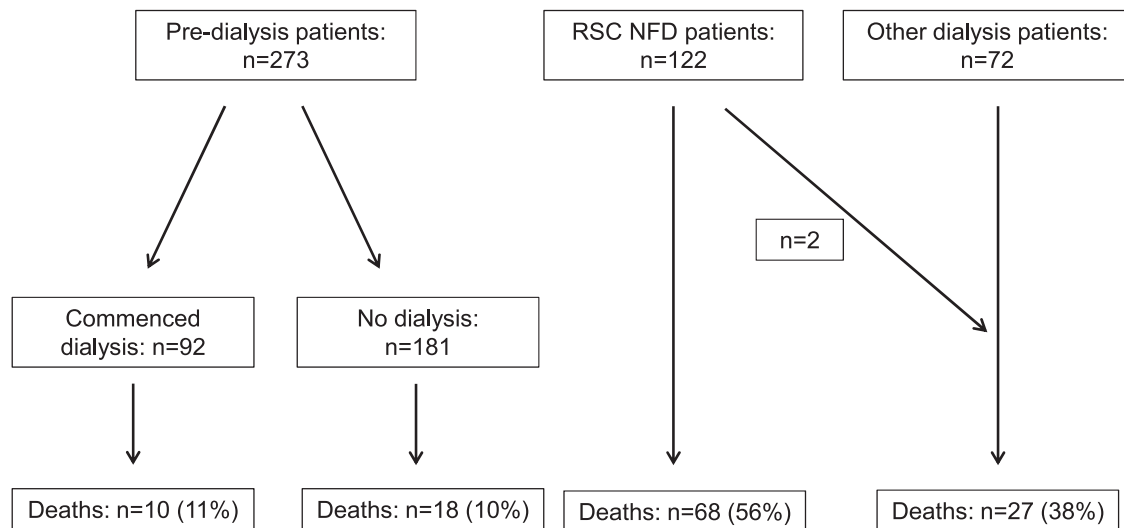 Pre-dialysis patients:
n=273
RSC NFD patients:
n=122
Other dialysis patients:
n=72
n=2
Commenced
dialysis: n=92
No dialysis:
n=181
Deaths: n=10 (11%)
Deaths: n=18 (10%)
Deaths: n=68 (56%)
Deaths: n=27 (38%)